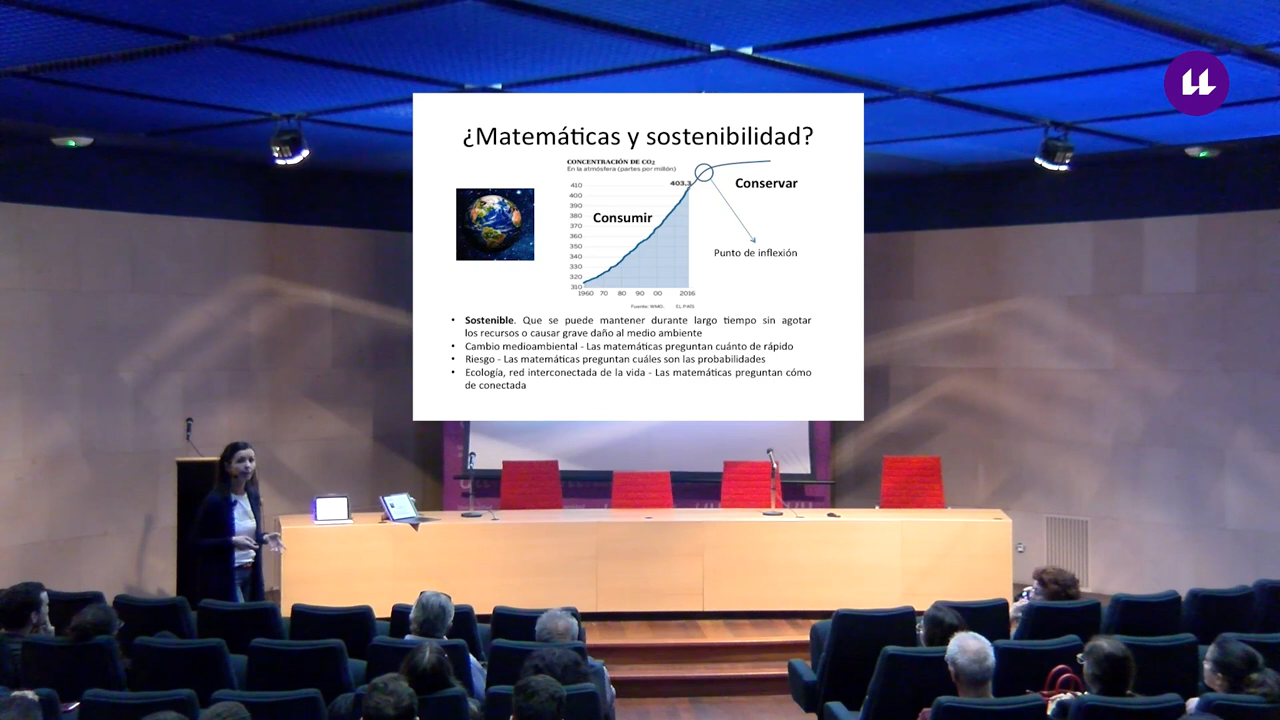 ¿Matemáticas y sostenibilidad?
CONCENTRACIÓN DE CO2
En la atmósfera (partes por millón)
403,3
410
400
390
380
370
360
350
340
330
320
310
1960 70 80 90 00 2016
Consumir
Conservar
Punto de inflexión
Fuente: WMO. EL PAÍS
• Sostenible. Que se puede mantener durante largo tiempo sin agotar
los recursos o causar grave daño al medio ambiente
• Cambio medioambiental - Las matemáticas preguntan cuánto de rápido
• Riesgo - Las matemáticas preguntan cuáles son las probabilidades
• Ecología, red interconectada de la vida - Las matemáticas preguntan cómo
de conectada